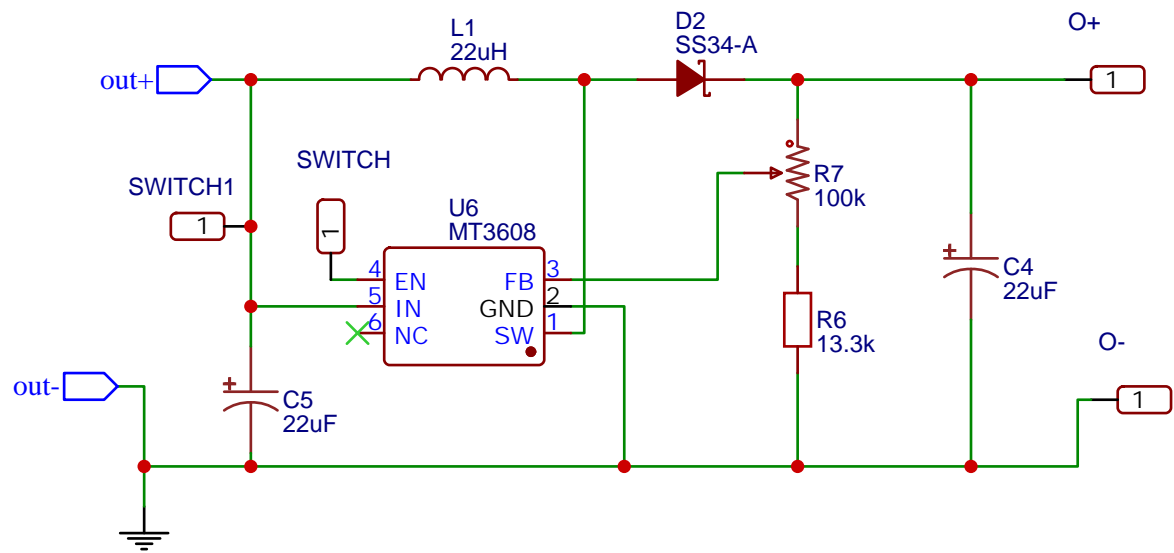 O+
D2
SS34-A
L1
22uH
out+
1
SWITCH
SWITCH1
1
1
R7
100k
U6
MT3608
4 EN FB 3
5 IN GND 2
6 NC SW 1
C4
22uF
R6
13.3k
O-
out-
1
C5
22uF